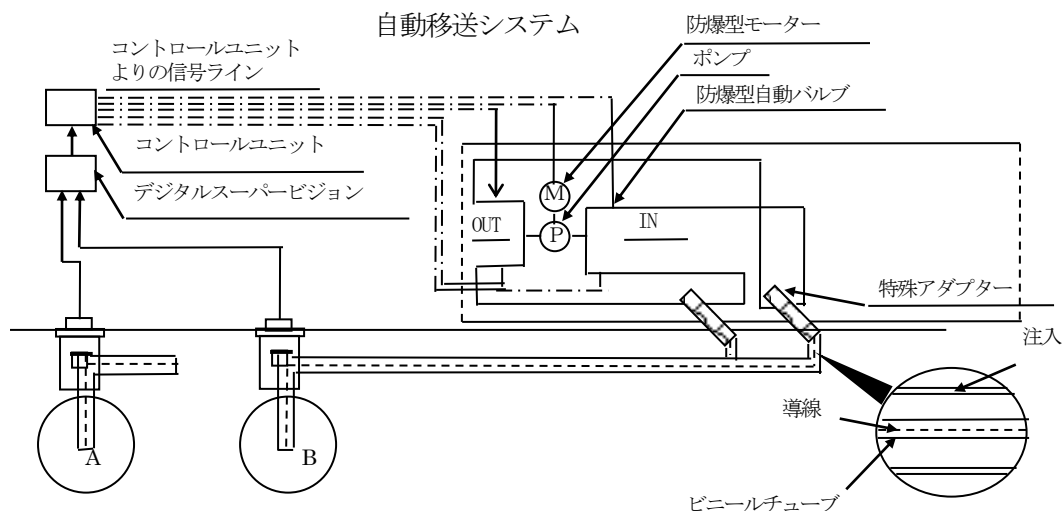 自動移送システム
防爆型モーター
コントロールユニット
よりの信号ライン
ポンプ
防爆型自動バルブ
コントロールユニット
デジタルスーパービジョン
M
OUT
P
IN
特殊アダプター
注入
導線
A
B
ビニールチューブ